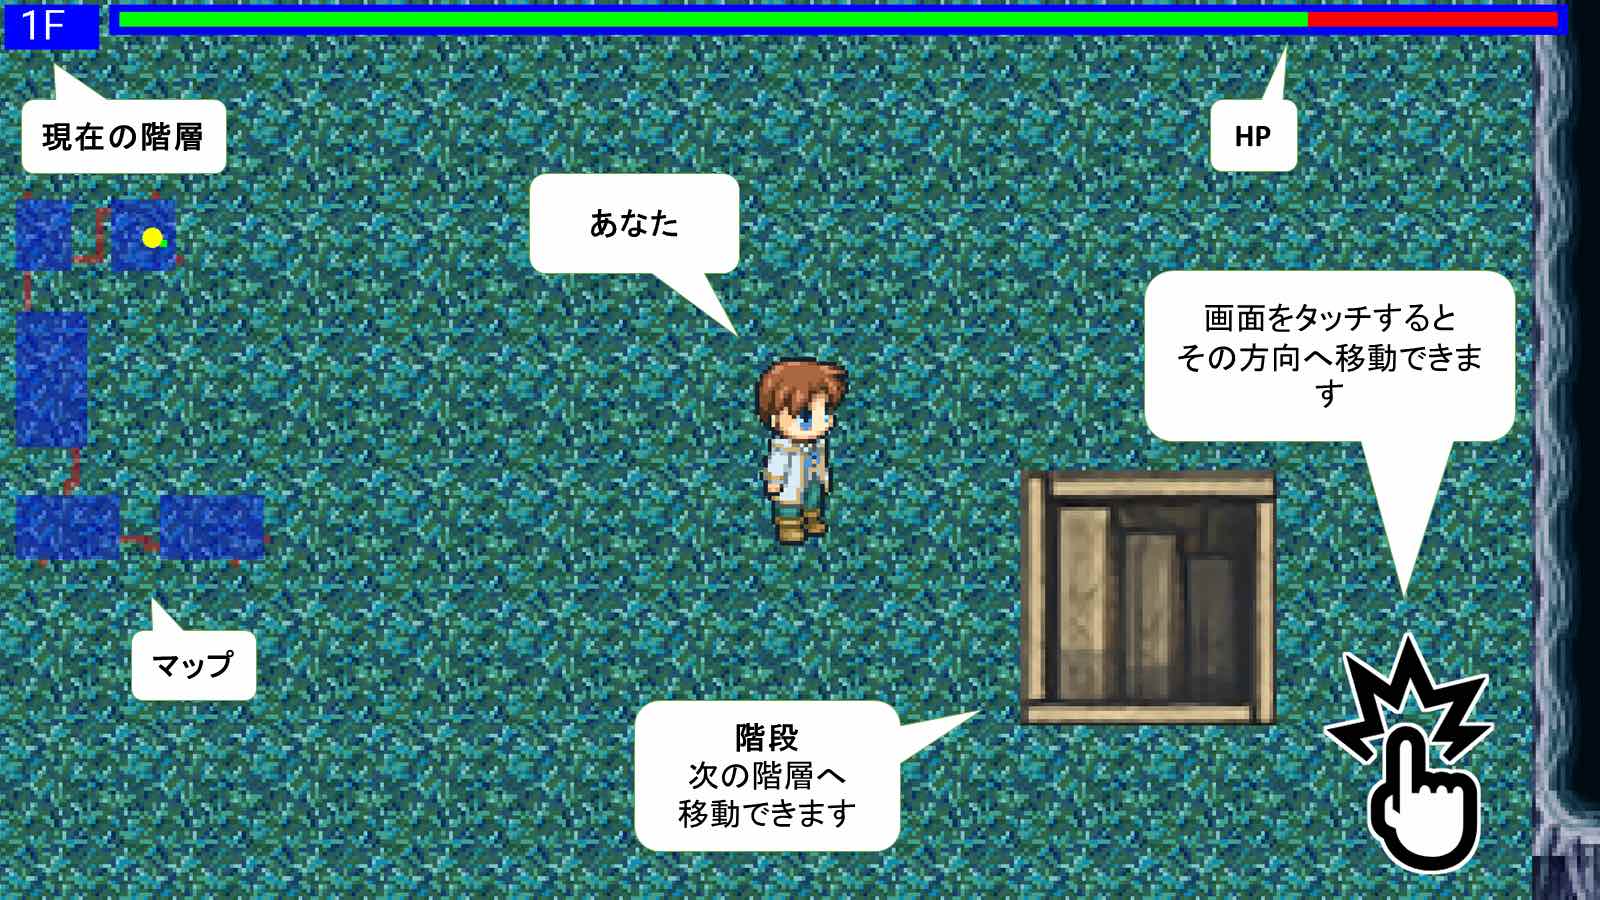 1F
現在の階層
HP
あなた
画面をタッチすると
その方向へ移動できま
す
マップ
階段
次の階層へ
移動できます